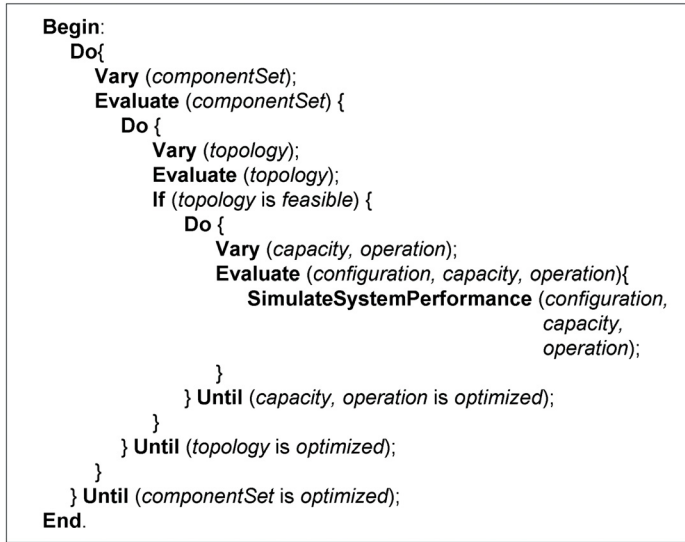 Begin:
Do{
Vary (componentSet);
Evaluate (componentSet) {
Do {
Vary (topology);
Evaluate (topology);
If (topology is feasible) {
Do {
Vary (capacity, operation);
Evaluate (configuration, capacity, operation){
SimulateSystemPerformance (configuration,
capacity,
operation);
}
} Until (capacity, operation is optimized);
}
} Until (topology is optimized);
}
} Until (componentSet is optimized);
End.